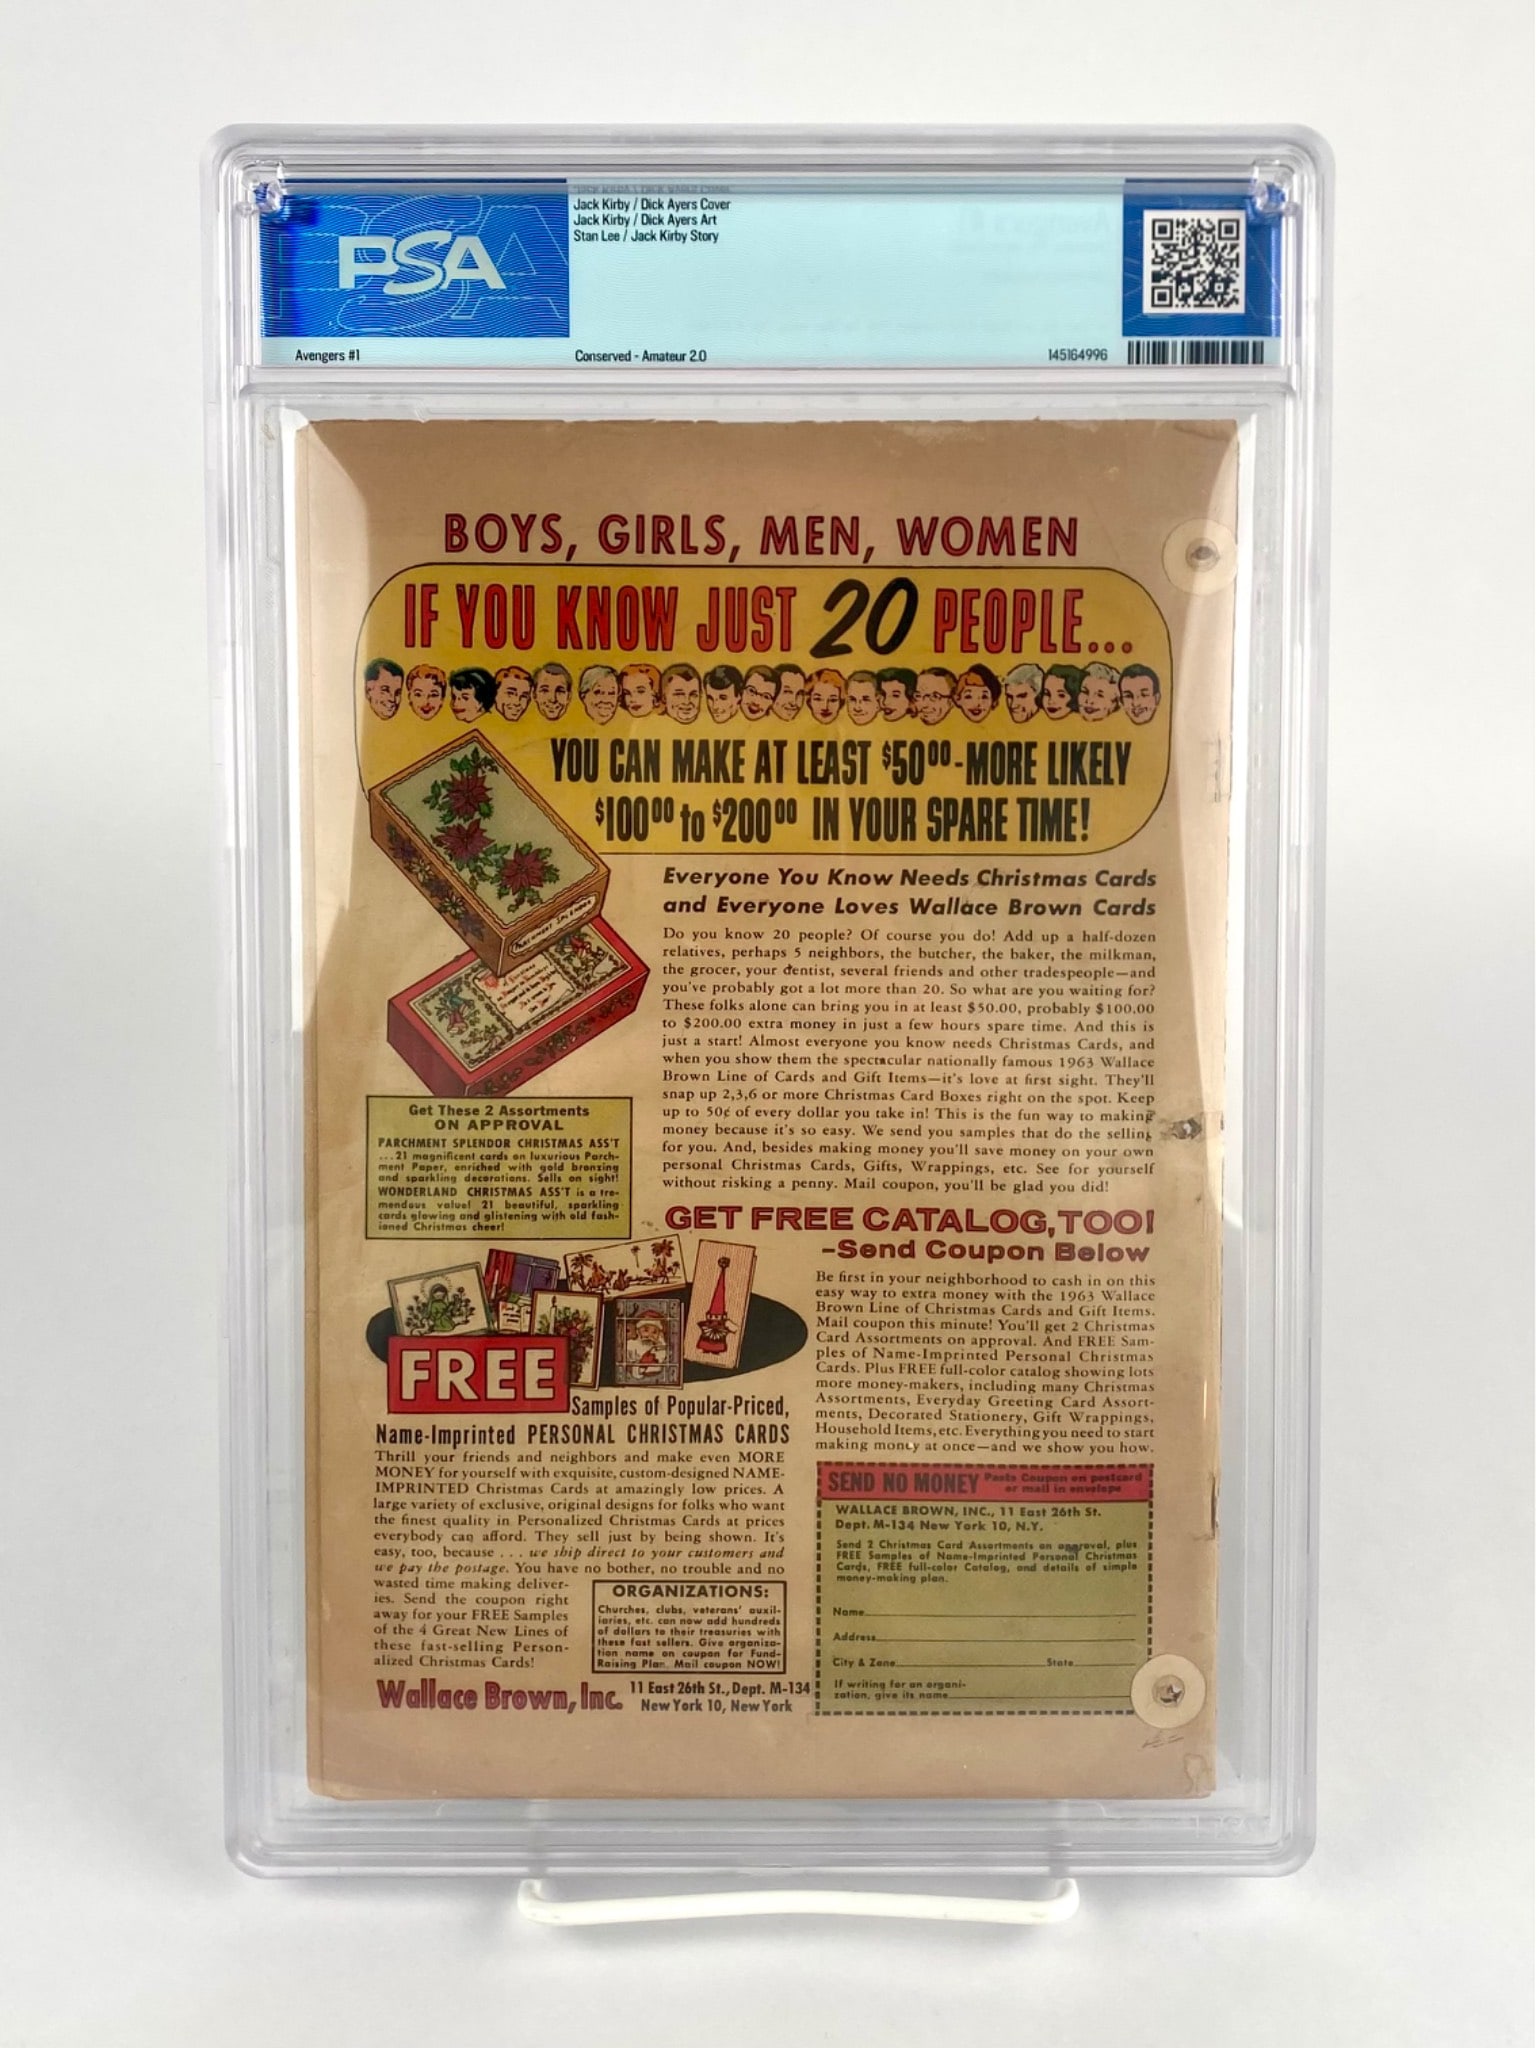 PSA
Jack Kirby / Dick Ayers Cover
Jack Kirby / Dick Ayers Art
Stan Lee / Jack Kirby Story
Avengers #1
Conserved - Amateur 2.0
145164996
BOYS, GIRLS, MEN, WOMEN
IF YOU KNOW JUST 20 PEOPLE...
YOU CAN MAKE AT LEAST $50⁰⁰-MORE LIKELY
$100⁰⁰ to $200⁰⁰ IN YOUR SPARE TIME!
PARCHMENT SPLENDOR
Everyone You Know Needs Christmas Cards
and Everyone Loves Wallace Brown Cards
Do you know 20 people? Of course you do! Add up a half-dozen
relatives, perhaps 5 neighbors, the butcher, the baker, the milkman,
the grocer, your dentist, several friends and other tradespeople—and
you've probably got a lot more than 20. So what are you waiting for?
These folks alone can bring you in at least $50.00, probably $100.00
to $200.00 extra money in just a few hours spare time. And this is
just a start! Almost everyone you know needs Christmas Cards, and
when you show them the spectacular nationally famous 1963 Wallace
Brown Line of Cards and Gift Items—it's love at first sight. They'll
snap up 2,3,6 or more Christmas Card Boxes right on the spot. Keep
up to 50¢ of every dollar you take in! This is the fun way to making
money because it's so easy. We send you samples that do the selling
for you. And, besides making money you'll save money on your own
personal Christmas Cards, Gifts, Wrappings, etc. See for yourself
without risking a penny. Mail coupon, you'll be glad you did!
Get These 2 Assortments
ON APPROVAL
PARCHMENT SPLENDOR CHRISTMAS ASS'T
...21 magnificent cards on luxurious Parch-
ment Paper, enriched with gold bronzing
and sparkling decorations. Sells on sight!
WONDERLAND CHRISTMAS ASS'T is a tre-
mendous value! 21 beautiful, sparkling
cards glowing and glistening with old fash-
ioned Christmas cheer!
GET FREE CATALOG, TOO!
-Send Coupon Below
Be first in your neighborhood to cash in on this
easy way to extra money with the 1963 Wallace
Brown Line of Christmas Cards and Gift Items.
Mail coupon this minute! You'll get 2 Christmas
Card Assortments on approval. And FREE Sam-
ples of Name-Imprinted Personal Christmas
Cards. Plus FREE full-color catalog showing lots
more money-makers, including many Christmas
Assortments, Everyday Greeting Card Assort-
ments, Decorated Stationery, Gift Wrappings,
Household Items, etc. Everything you need to start
making money at once—and we show you how.
FREE
Samples of Popular-Priced,
Name-Imprinted PERSONAL CHRISTMAS CARDS
Thrill your friends and neighbors and make even MORE
MONEY for yourself with exquisite, custom-designed NAME-
IMPRINTED Christmas Cards at amazingly low prices. A
large variety of exclusive, original designs for folks who want
the finest quality in Personalized Christmas Cards at prices
everybody can afford. They sell just by being shown. It's
easy, too, because . . . we ship direct to your customers and
we pay the postage. You have no bother, no trouble and no
wasted time making deliver-
ies. Send the coupon right
away for your FREE Samples
of the 4 Great New Lines of
these fast-selling Person-
alized Christmas Cards!
ORGANIZATIONS:
Churches, clubs, veterans' auxil-
iaries, etc. can now add hundreds
of dollars to their treasuries with
these fast sellers. Give organiza-
tion name on coupon for Fund-
Raising Plan. Mail coupon NOW!
Wallace Brown, Inc. 11 East 26th St., Dept. M-134
New York 10, New York
SEND NO MONEY Paste Coupon on postcard
or mail in envelope
WALLACE BROWN, INC., 11 East 26th St.
Dept. M-134 New York 10, N.Y.
Send 2 Christmas Card Assortments on approval, plus
FREE Samples of Name-Imprinted Personal Christmas
Cards, FREE full-color Catalog, and details of simple
money-making plan.
Name
Address
City & Zone State
If writing for an organi-
zation, give its name